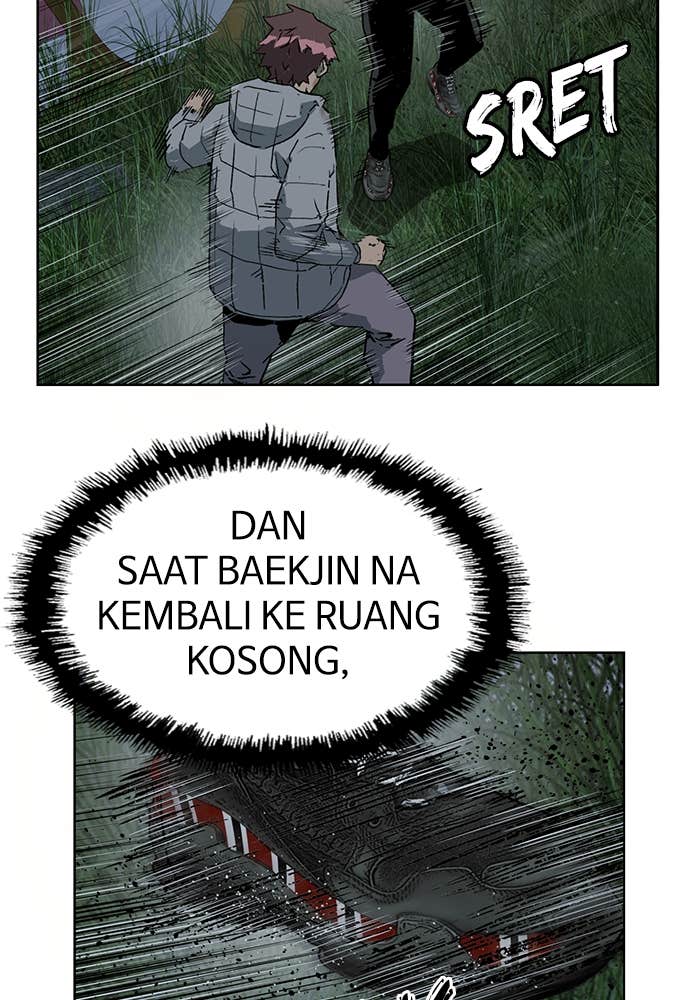 SRET
DAN
SAAT BAEKJIN NA
KEMBALI KE RUANG
KOSONG,